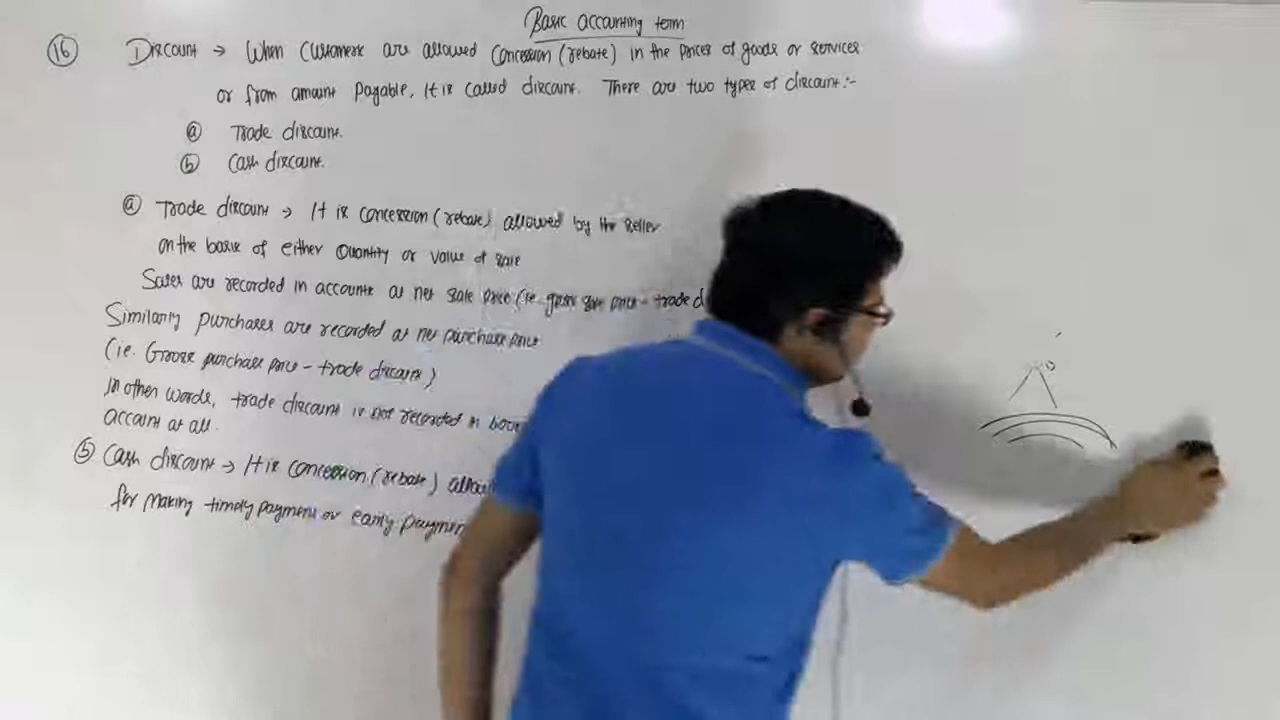 Basic accounting term
16 Discount → When customers are allowed concession (rebate) in the prices of goods or services
or from amount payable, it is called discount. There are two types of discount:-
a Trade discount.
b Cash discount.
a Trade discount → It is concession (rebate) allowed by the seller
on the basis of either Quantity or value of sale
Sales are recorded in accounts at net sale price (ie. gross sale price - trade d
Similarly purchases are recorded at net purchase price
(ie. Gross purchase price - trade discount)
In other words, trade discount is not recorded in
account at all.
b Cash discount → It is concession (rebate)
for making timely payment or early